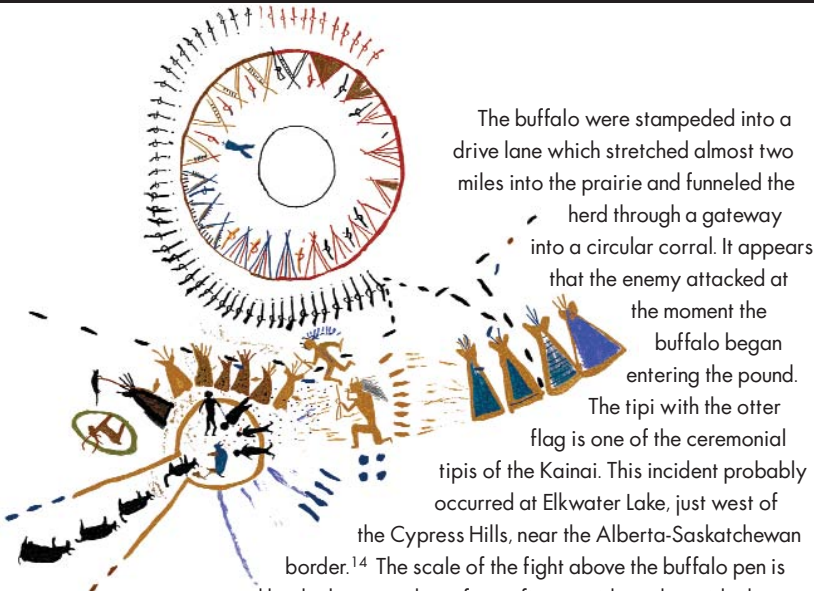 The buffalo were stampeded into a
drive lane which stretched almost two
miles into the prairie and funneled the
herd through a gateway
into a circular corral. It appears
that the enemy attacked at
the moment the
buffalo began
entering the pound.
The tipi with the otter
flag is one of the ceremonial
tipis of the Kainai. This incident probably
occurred at Elkwater Lake, just west of
the Cypress Hills, near the Alberta-Saskatchewan
border.14 The scale of the fight above the buffalo pen is